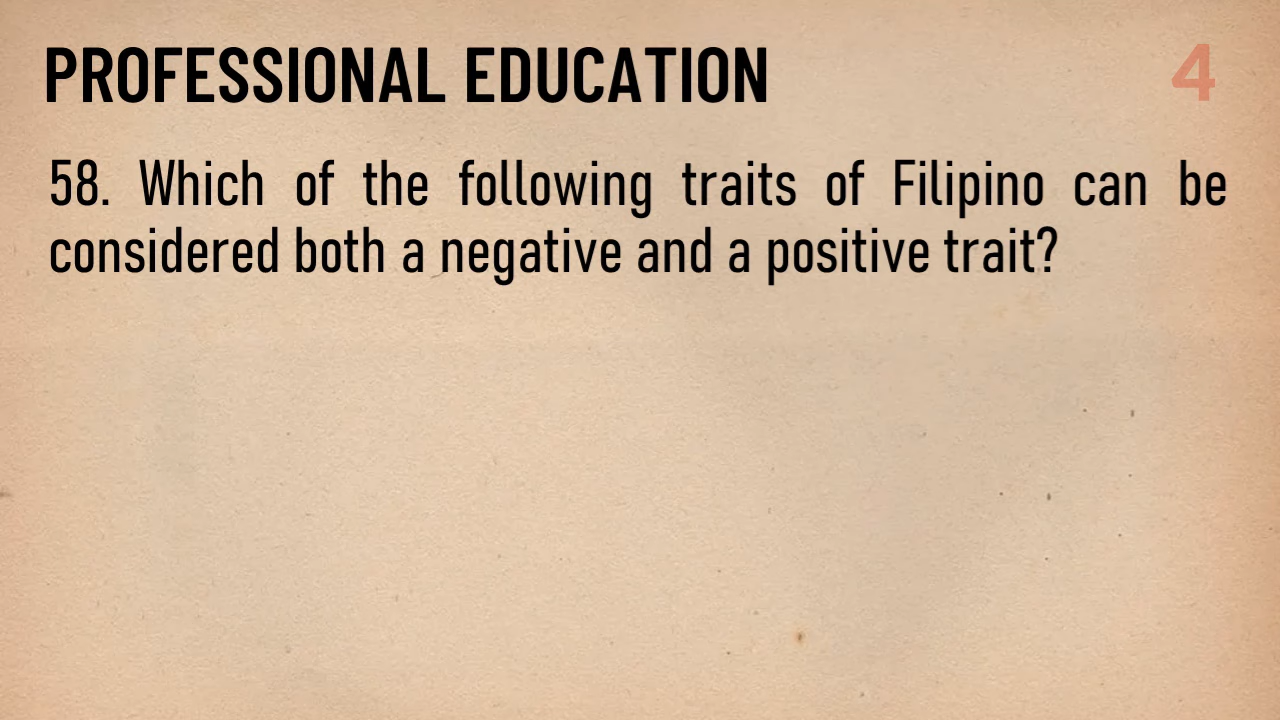 PROFESSIONAL EDUCATION
4
58. Which of the following traits of Filipino can be
considered both a negative and a positive trait?